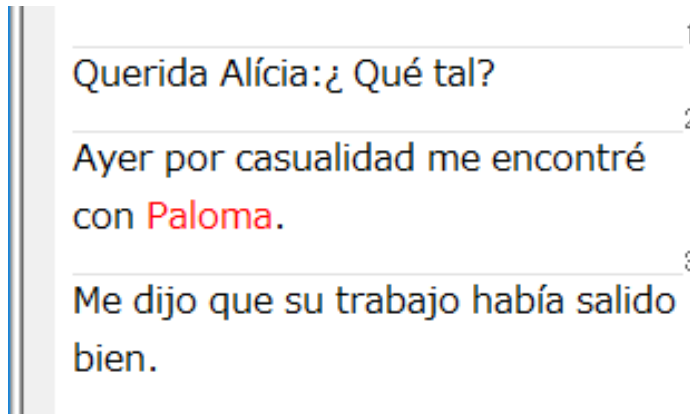 Querida Alícia:¿ Qué tal?
Ayer por casualidad me encontré
con Paloma.
Me dijo que su trabajo había salido
bien.